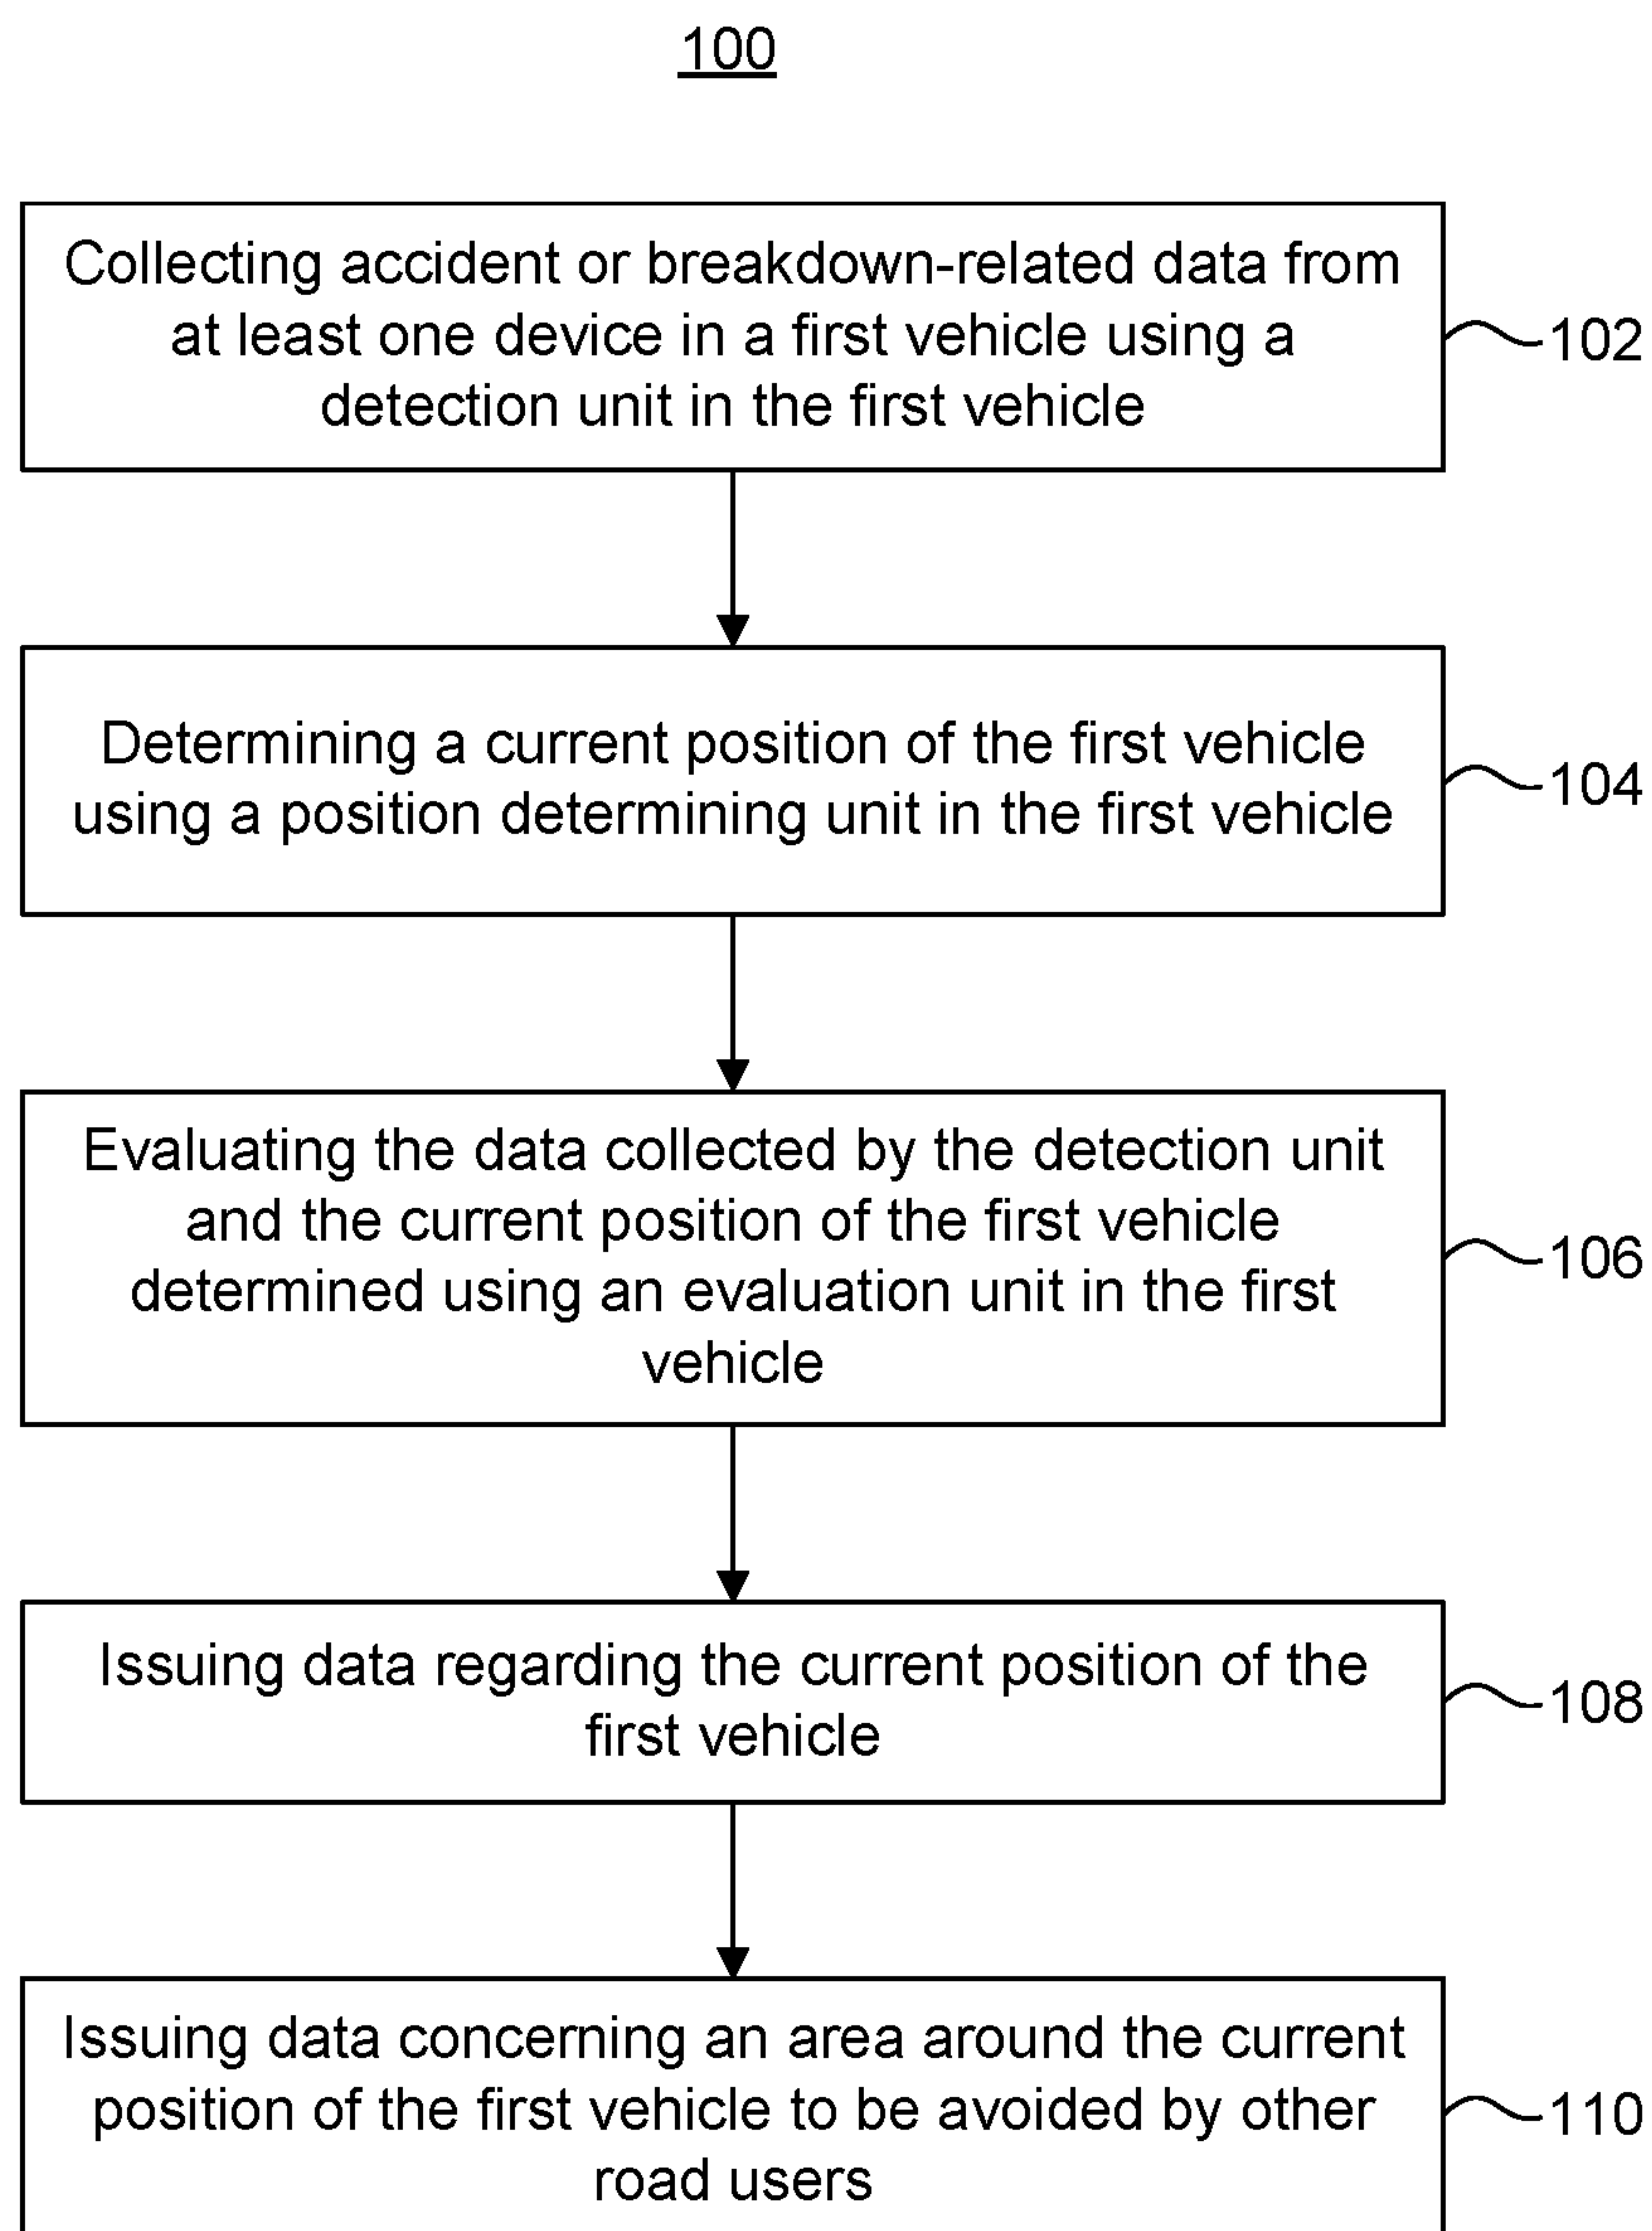 100
Collecting accident or breakdown-related data from
at least one device in a first vehicle using a
detection unit in the first vehicle
102
Determining a current position of the first vehicle
using a position determining unit in the first vehicle
104
Evaluating the data collected by the detection unit
and the current position of the first vehicle
determined using an evaluation unit in the first
vehicle
106
Issuing data regarding the current position of the
first vehicle
108
Issuing data concerning an area around the current
position of the first vehicle to be avoided by other
road users
110